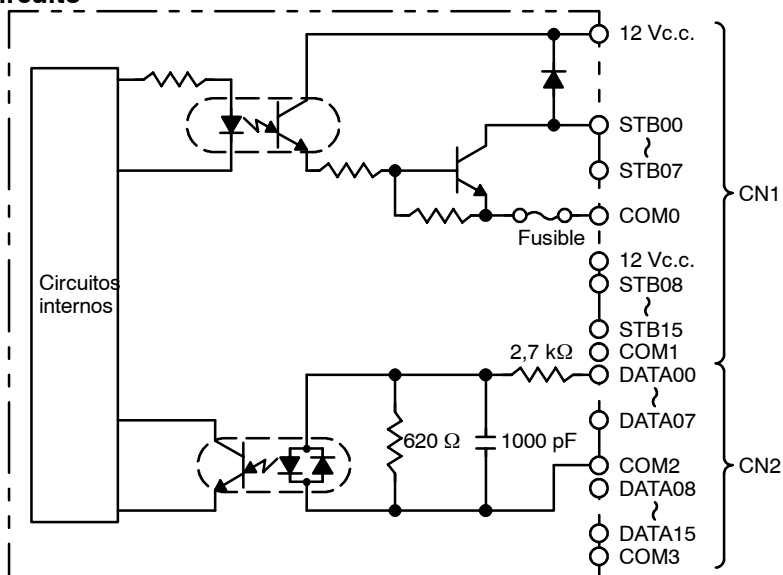 12 Vc.c.
STB00
STB07
CN1
COM0
Fusible
12 Vc.c.
Circuitos
internos
STB08
STB15
2,7 kΩ
COM1
DATA00
620 Ω
1000 pF
DATA07
COM2
CN2
DATA08
DATA15
COM3